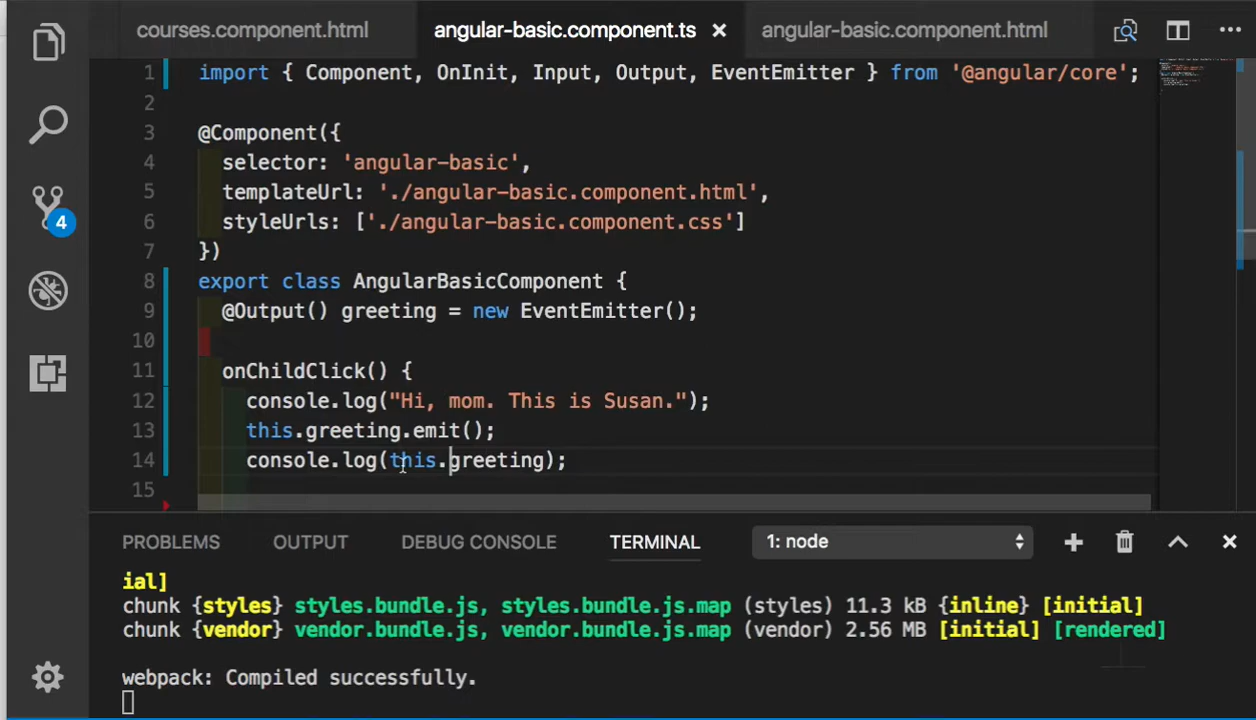 courses.component.html angular-basic.component.ts angular-basic.component.html
1 import { Component, OnInit, Input, Output, EventEmitter } from '@angular/core';
2
3 @Component({
4 selector: 'angular-basic',
5 templateUrl: './angular-basic.component.html',
6 styleUrls: ['./angular-basic.component.css']
7 })
8 export class AngularBasicComponent {
9 @Output() greeting = new EventEmitter();
10
11 onChildClick() {
12 console.log("Hi, mom. This is Susan.");
13 this.greeting.emit();
14 console.log(this.greeting);
15
4
PROBLEMS OUTPUT DEBUG CONSOLE TERMINAL 1: node
ial]
chunk {styles} styles.bundle.js, styles.bundle.js.map (styles) 11.3 kB {inline} [initial]
chunk {vendor} vendor.bundle.js, vendor.bundle.js.map (vendor) 2.56 MB [initial] [rendered]
webpack: Compiled successfully.